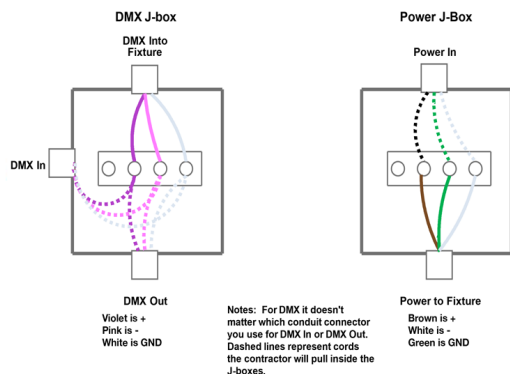 DMX J-box
DMX Into
Fixture
DMX In
DMX Out
Violet is +
Pink is -
White is GND
Notes:  For DMX it doesn't
matter which conduit connector
you use for DMX In or DMX Out.
Dashed lines represent cords
the contractor will pull inside the
J-boxes.
Power J-Box
Power In
Power to Fixture
Brown is +
White is -
Green is GND